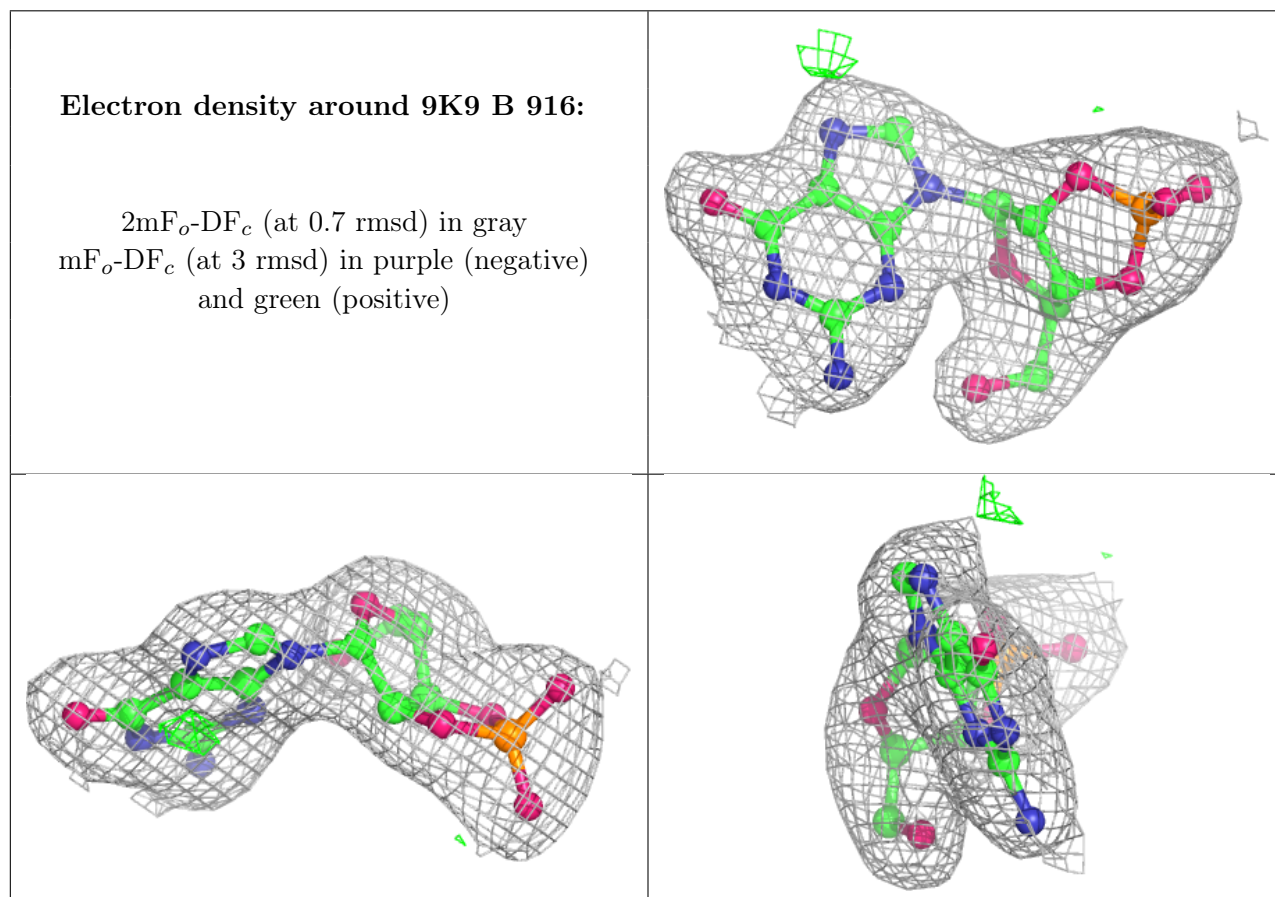 Electron density around 9K9 B 916:
2mFo-DFc (at 0.7 rmsd) in gray
mFo-DFc (at 3 rmsd) in purple (negative)
and green (positive)